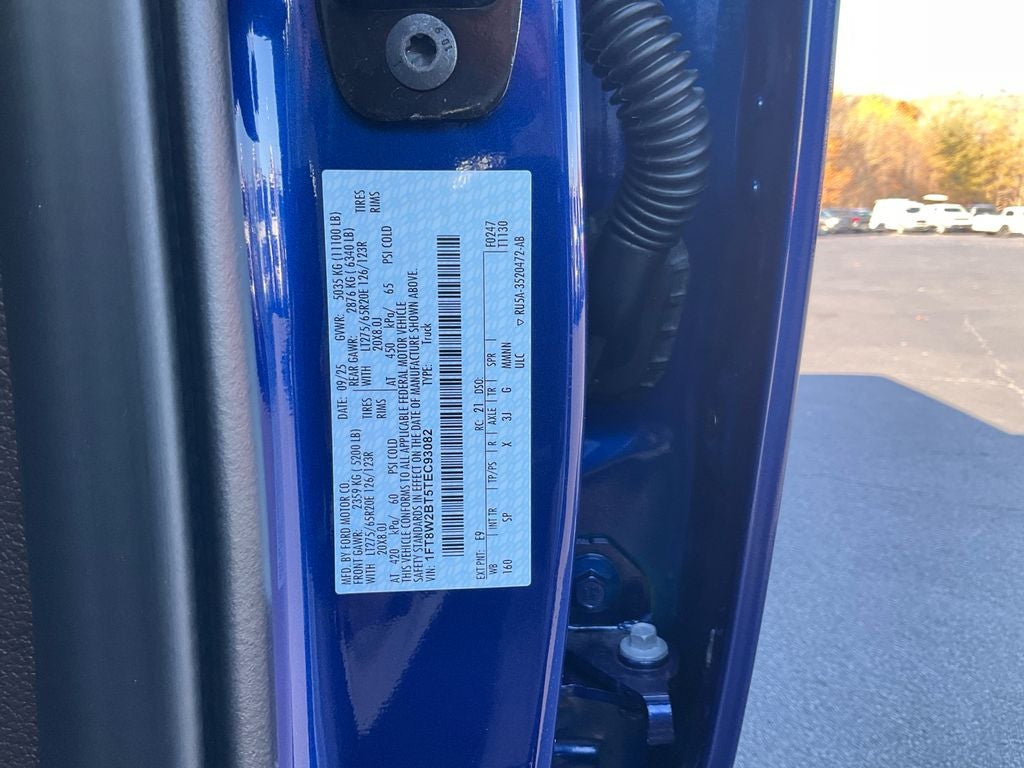 MFD. BY FORD MOTOR CO. DATE: 09/25 GVWR: 5035 KG (11100 LB)
FRONT GAWR: 2359 KG (5200 LB) REAR GAWR: 2876 KG (6340 LB)
WITH LT275/65R20E 126/123R TIRES WITH LT275/65R20E 126/123R TIRES
20X8.0J RIMS 20X8.0J RIMS
AT 420 kPa/ 60 PSI COLD AT 450 kPa/ 65 PSI COLD
THIS VEHICLE CONFORMS TO ALL APPLICABLE FEDERAL MOTOR VEHICLE
SAFETY STANDARDS IN EFFECT ON THE DATE OF MANUFACTURE SHOWN ABOVE.
VIN: 1FT8W2BT5TEC93082 TYPE: Truck
F0247
T1130
EXT PNT: E9 RC: 21 DSO:
WB INT TR TP/PS R AXLE TR SPR
160 SP X 3J G MMNN
ULC ▽ RU5A-3520472-AB
10.9